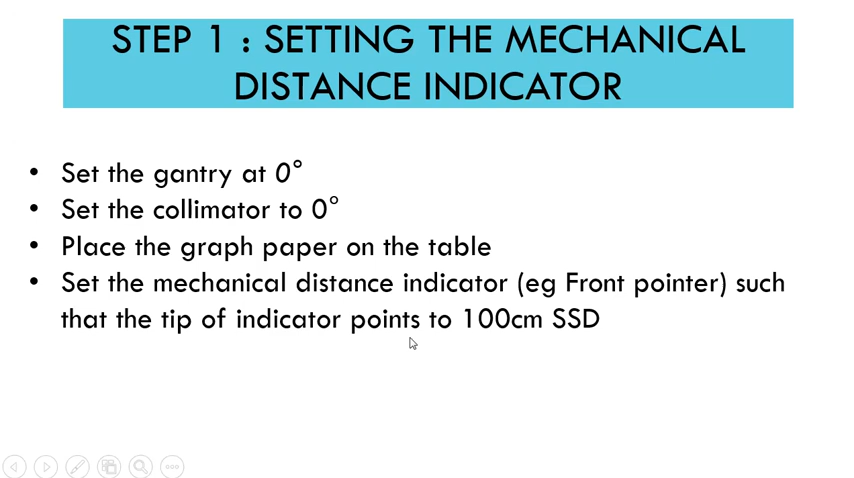 STEP 1 : SETTING THE MECHANICAL
DISTANCE INDICATOR
• Set the gantry at 0°
• Set the collimator to 0°
• Place the graph paper on the table
• Set the mechanical distance indicator (eg Front pointer) such
that the tip of indicator points to 100cm SSD